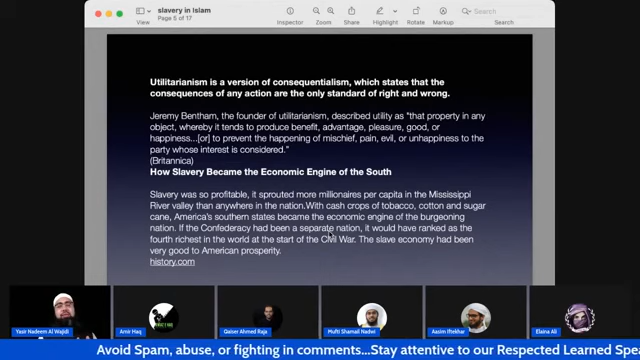 slavery in Islam
Page 5 of 17
View
Inspector
Zoom
Share
Highlight
Rotate
Markup
Search
Search
Utilitarianism is a version of consequentialism, which states that the
consequences of any action are the only standard of right and wrong.
Jeremy Bentham, the founder of utilitarianism, described utility as "that property in any
object, whereby it tends to produce benefit, advantage, pleasure, good, or
happiness...[or] to prevent the happening of mischief, pain, evil, or unhappiness to the
party whose interest is considered."
(Britannica)
How Slavery Became the Economic Engine of the South
Slavery was so profitable, it sprouted more millionaires per capita in the Mississippi
River valley than anywhere in the nation.With cash crops of tobacco, cotton and sugar
cane, America's southern states became the economic engine of the burgeoning
nation. If the Confederacy had been a separate nation, it would have ranked as the
fourth richest in the world at the start of the Civil War. The slave economy had been
very good to American prosperity.
history.com
Yasir Nadeem Al Wajidi
Amir Haq
Qaiser Ahmed Raja
Mufti Shamail Nadwi
Aasim Iftekhar
Elaina Ali
Avoid Spam, abuse, or fighting in comments...Stay attentive to our Respected Learned Spe